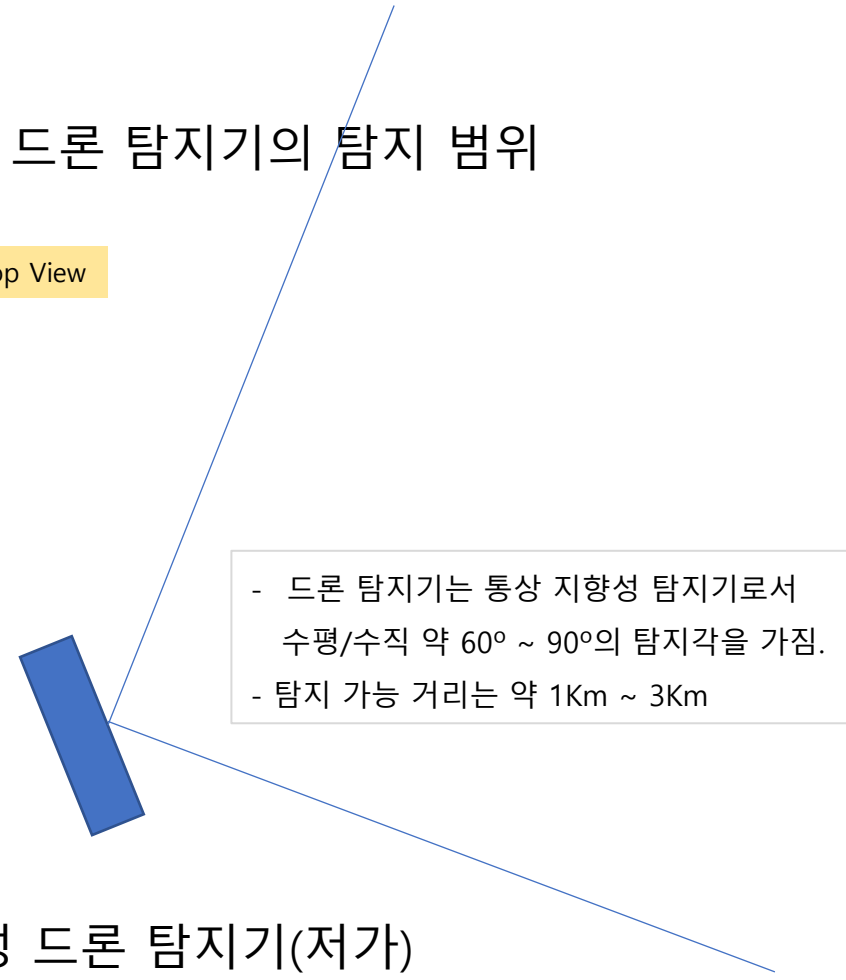 드론 탐지기의 탐지 범위
View
- 드론 탐지기는 통상 지향성 탐지기로서
수평/수직 약 60º ~ 90º의 탐지각을 가짐.
- 탐지 가능 거리는 약 1Km ~ 3Km
드론 탐지기(저가)